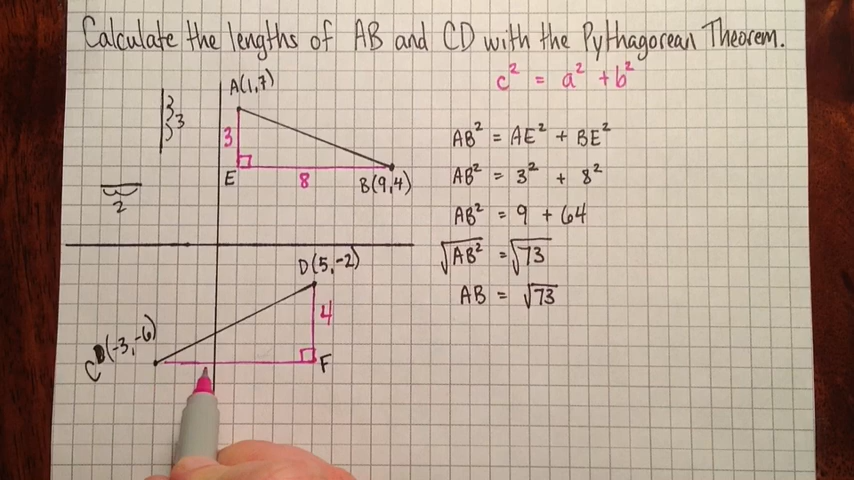 Calculate the lengths of AB and CD with the Pythagorean Theorem.
c² = a² + b²
A(1,7)
3
3
E
8
B(9,4)
2
AB² = AE² + BE²
AB² = 3² + 8²
AB² = 9 + 64
√AB² = √73
AB = √73
D(5,-2)
4
C(-3,-6)
F